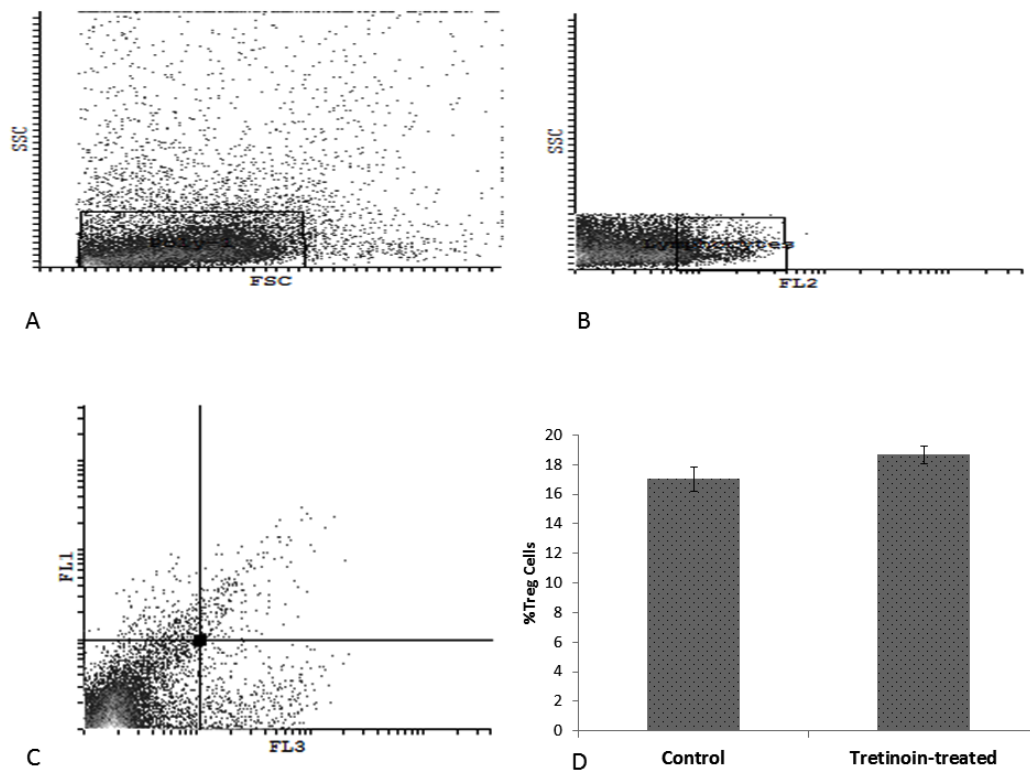 SSC
FSC
A
SSC
Lymphocytes
FL2
B
FL1
FL3
C
%Treg Cells
20
18
16
14
12
10
8
6
4
2
0
Control
Tretinoin-treated
D